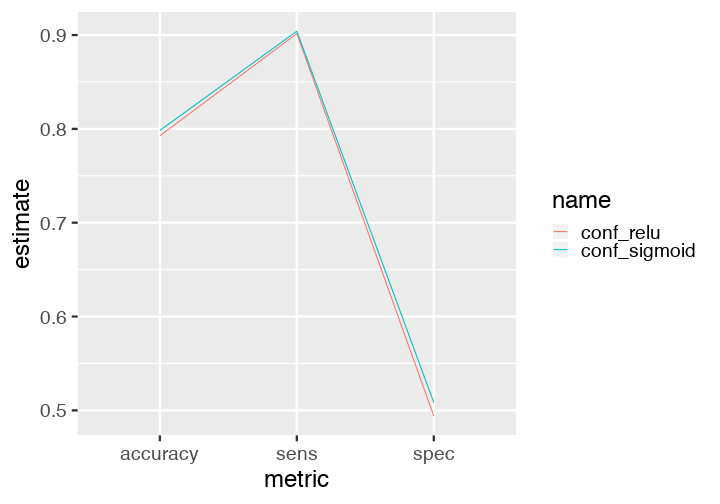 0.9
0.8
0.7
0.6
0.5
estimate
accuracy sens spec
metric
name
conf_relu
conf_sigmoid